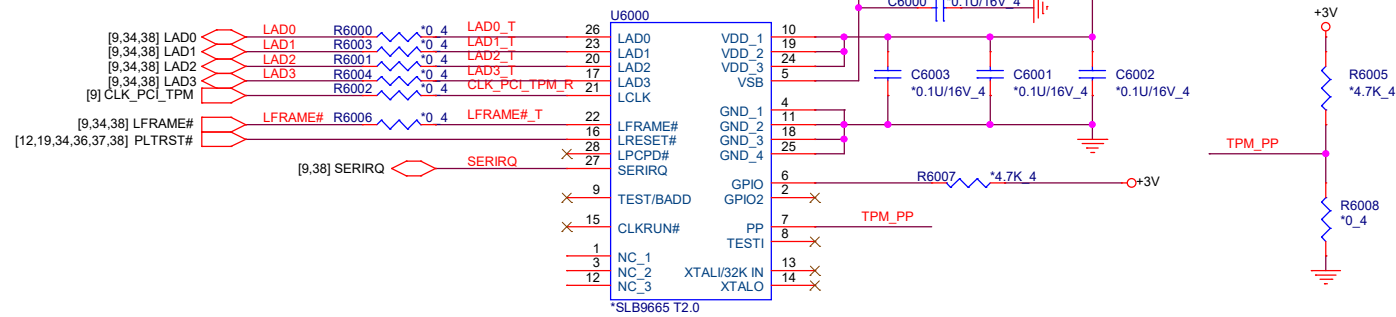 C6000 *0.1U/16V_4
U6000
+3V
[9,34,38] LAD0 LAD0 R6000 *0_4 LAD0_T 26 LAD0 VDD_1 10
[9,34,38] LAD1 LAD1 R6003 *0_4 LAD1_T 23 LAD1 VDD_2 19
[9,34,38] LAD2 LAD2 R6001 *0_4 LAD2_T 20 LAD2 VDD_3 24
[9,34,38] LAD3 LAD3 R6004 *0_4 LAD3_T 17 LAD3 VSB 5
[9] CLK_PCI_TPM R6002 *0_4 CLK_PCI_TPM_R 21 LCLK
C6003 *0.1U/16V_4
C6001 *0.1U/16V_4
C6002 *0.1U/16V_4
R6005 *4.7K_4
GND_1 4
[9,34,38] LFRAME# LFRAME# R6006 *0_4 LFRAME#_T 22 LFRAME# GND_2 11
[12,19,34,36,37,38] PLTRST# 16 LRESET# GND_3 18
28 LPCPD# GND_4 25
[9,38] SERIRQ SERIRQ 27 SERIRQ
TPM_PP
GPIO 6 R6007 *4.7K_4 +3V
9 TEST/BADD GPIO2 2
R6008 *0_4
PP 7 TPM_PP
15 CLKRUN# TESTI 8
1 NC_1
3 NC_2 XTALI/32K IN 13
12 NC_3 XTALO 14
*SLB9665 T2.0